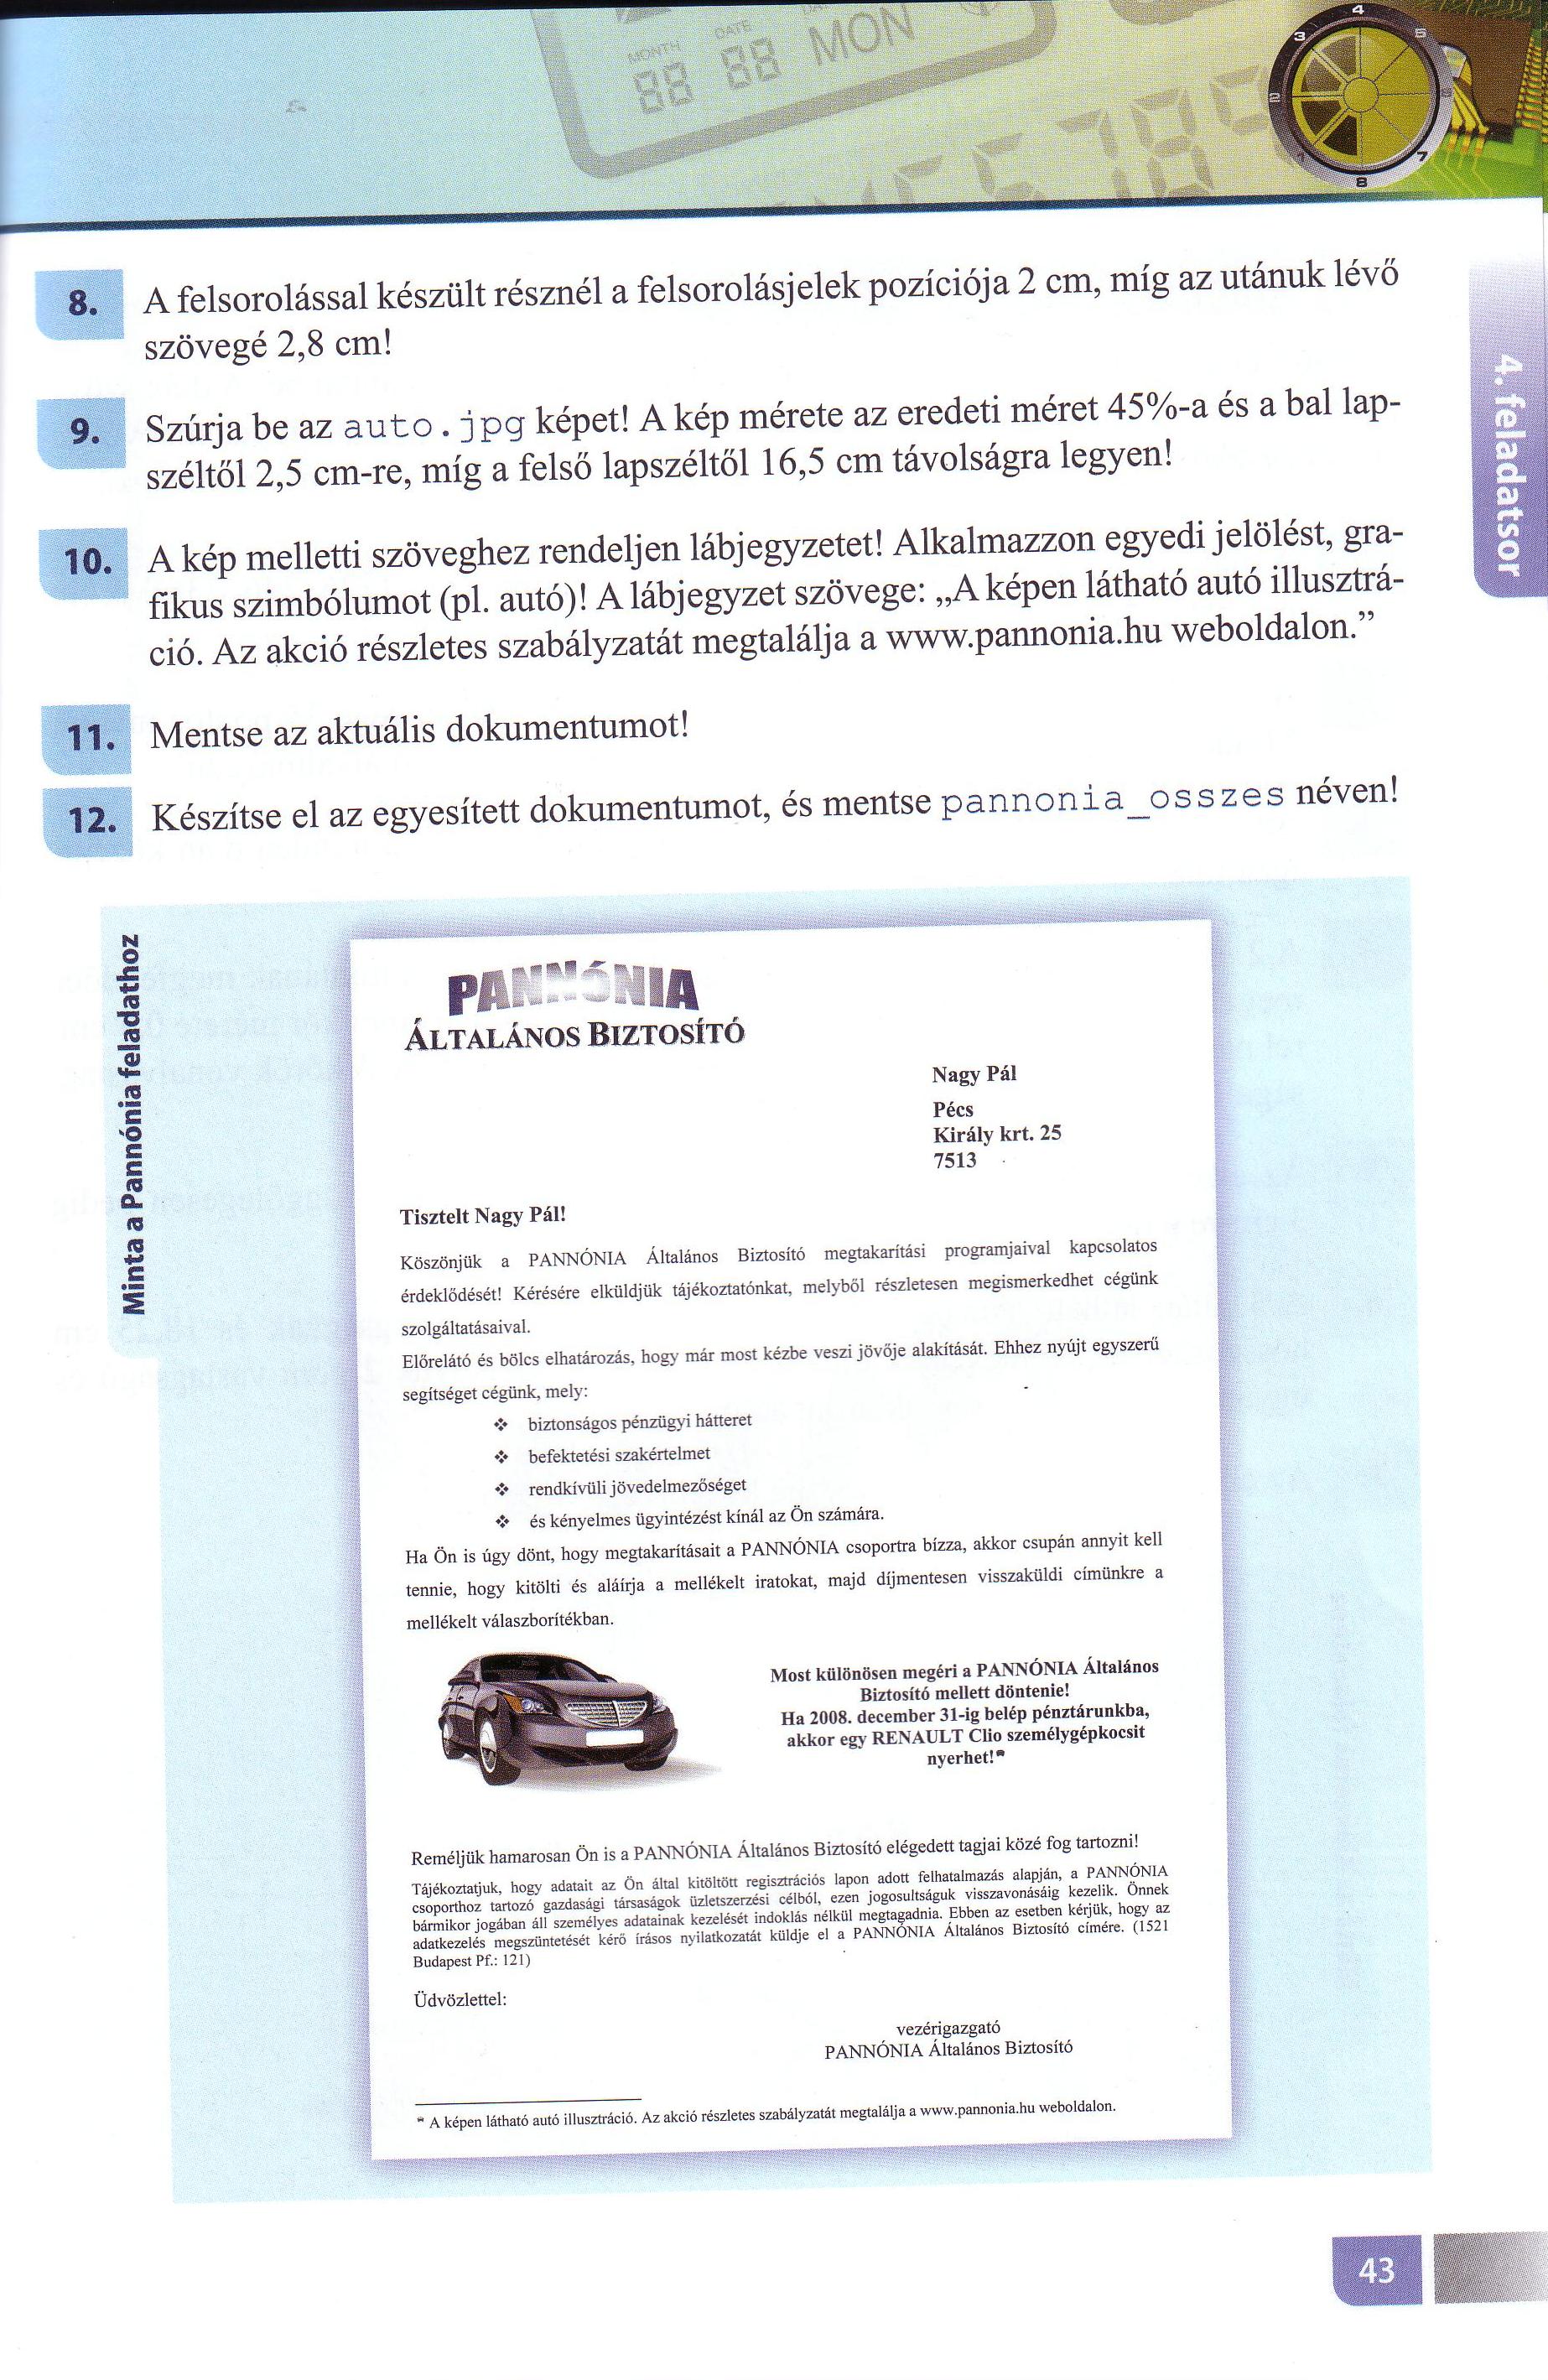 MONTH
DATE
88 88 MON
4
3
5
2
6
1
7
8
8. A felsorolással készült résznél a felsorolásjelek pozíciója 2 cm, míg az utánuk lévő
szövegé 2,8 cm!
9. Szúrja be az auto.jpg képet! A kép mérete az eredeti méret 45%-a és a bal lap-
széltől 2,5 cm-re, míg a felső lapszéltől 16,5 cm távolságra legyen!
10. A kép melletti szöveghez rendeljen lábjegyzetet! Alkalmazzon egyedi jelölést, gra-
fikus szimbólumot (pl. autó)! A lábjegyzet szövege: „A képen látható autó illusztrá-
ció. Az akció részletes szabályzatát megtalálja a www.pannonia.hu weboldalon.”
11. Mentse az aktuális dokumentumot!
12. Készítse el az egyesített dokumentumot, és mentse pannonia_osszes néven!
4. feladatsor
Minta a Pannónia feladathoz
PANNÓNIA
ÁLTALÁNOS BIZTOSÍTÓ
Nagy Pál
Pécs
Király krt. 25
7513
Tisztelt Nagy Pál!
Köszönjük a PANNÓNIA Általános Biztosító megtakarítási programjaival kapcsolatos
érdeklődését! Kérésére elküldjük tájékoztatónkat, melyből részletesen megismerkedhet cégünk
szolgáltatásaival.
Előrelátó és bölcs elhatározás, hogy már most kézbe veszi jövője alakítását. Ehhez nyújt egyszerű
segítséget cégünk, mely:
❖ biztonságos pénzügyi hátteret
❖ befektetési szakértelmet
❖ rendkívüli jövedelmezőséget
❖ és kényelmes ügyintézést kínál az Ön számára.
Ha Ön is úgy dönt, hogy megtakarításait a PANNÓNIA csoportra bízza, akkor csupán annyit kell
tennie, hogy kitölti és aláírja a mellékelt iratokat, majd díjmentesen visszaküldi címünkre a
mellékelt válaszborítékban.
Most különösen megéri a PANNÓNIA Általános
Biztosító mellett döntenie!
Ha 2008. december 31-ig belép pénztárunkba,
akkor egy RENAULT Clio személygépkocsit
nyerhet!
Reméljük hamarosan Ön is a PANNÓNIA Általános Biztosító elégedett tagjai közé fog tartozni!
Tájékoztatjuk, hogy adatait az Ön által kitöltött regisztrációs lapon adott felhatalmazás alapján, a PANNÓNIA
csoporthoz tartozó gazdasági társaságok üzletszerzési célból, ezen jogosultságuk visszavonásáig kezelik. Önnek
bármikor jogában áll személyes adatainak kezelését indoklás nélkül megtagadnia. Ebben az esetben kérjük, hogy az
adatkezelés megszüntetését kérő írásos nyilatkozatát küldje el a PANNÓNIA Általános Biztosító címére. (1521
Budapest Pf.: 121)
Üdvözlettel:
vezérigazgató
PANNÓNIA Általános Biztosító
A képen látható autó illusztráció. Az akció részletes szabályzatát megtalálja a www.pannonia.hu weboldalon.
43